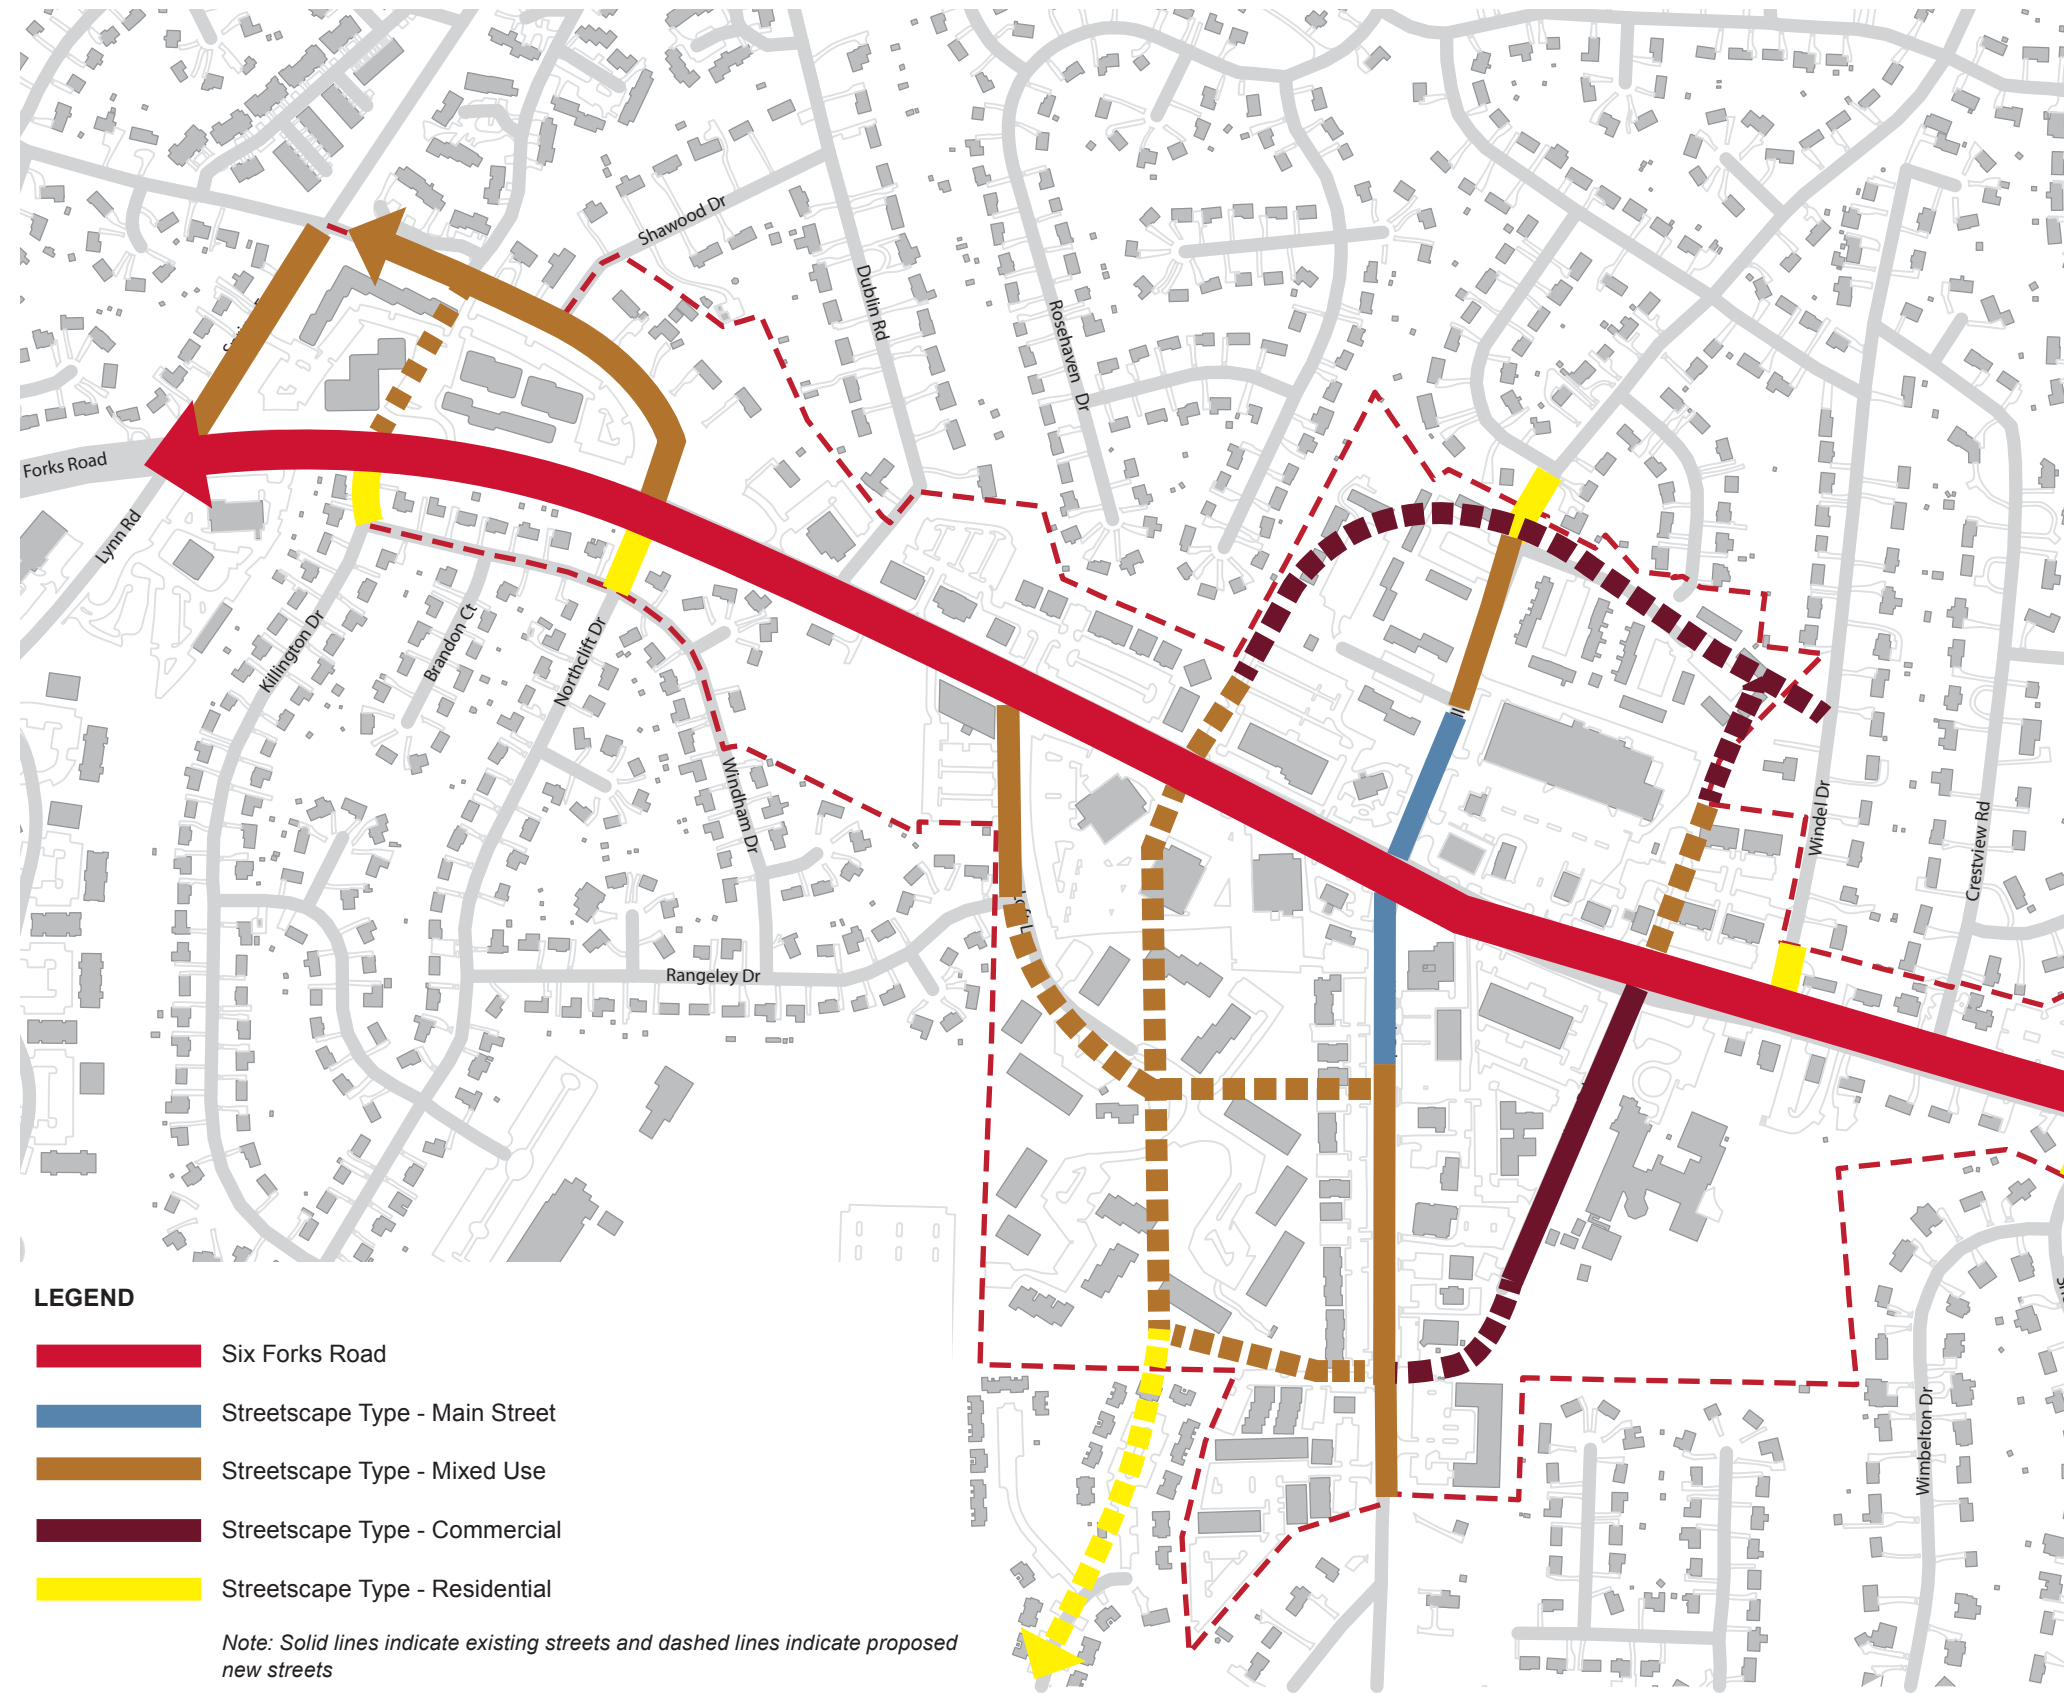 Shawood Dr
Dublin Rd
Rosehaven Dr
Forks Road
Lynn Rd
Killington Dr
Brandon Ct
Northclift Dr
Windham Dr
Windel Dr
Crestview Rd
Rangeley Dr
Wimbelton Dr
LEGEND
Six Forks Road
Streetscape Type - Main Street
Streetscape Type - Mixed Use
Streetscape Type - Commercial
Streetscape Type - Residential
Note: Solid lines indicate existing streets and dashed lines indicate proposed
new streets